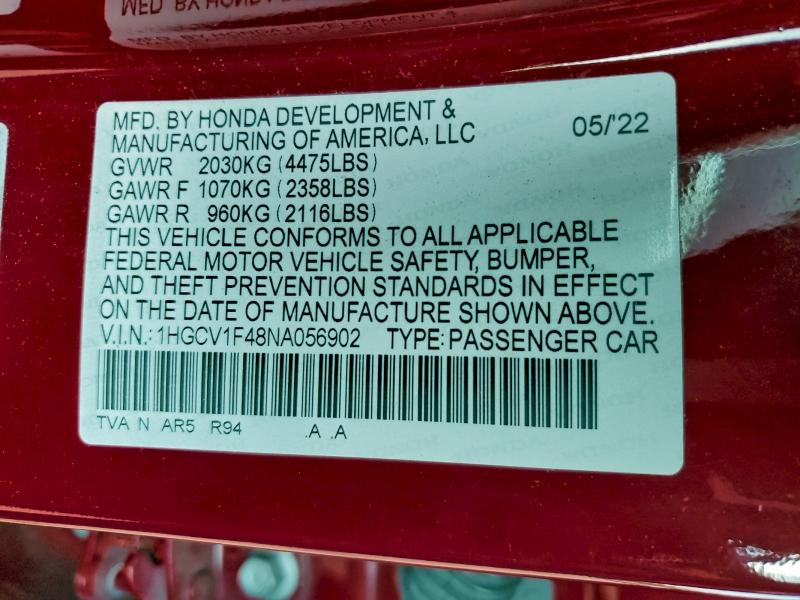 MFD. BY HONDA DEVELOPMENT &
MANUFACTURING OF AMERICA, LLC 05/'22
GVWR 2030KG (4475LBS)
GAWR F 1070KG (2358LBS)
GAWR R 960KG (2116LBS)
THIS VEHICLE CONFORMS TO ALL APPLICABLE
FEDERAL MOTOR VEHICLE SAFETY, BUMPER,
AND THEFT PREVENTION STANDARDS IN EFFECT
ON THE DATE OF MANUFACTURE SHOWN ABOVE.
V.I.N.: 1HGCV1F48NA056902 TYPE: PASSENGER CAR
TVA N AR5 R94 .A .A